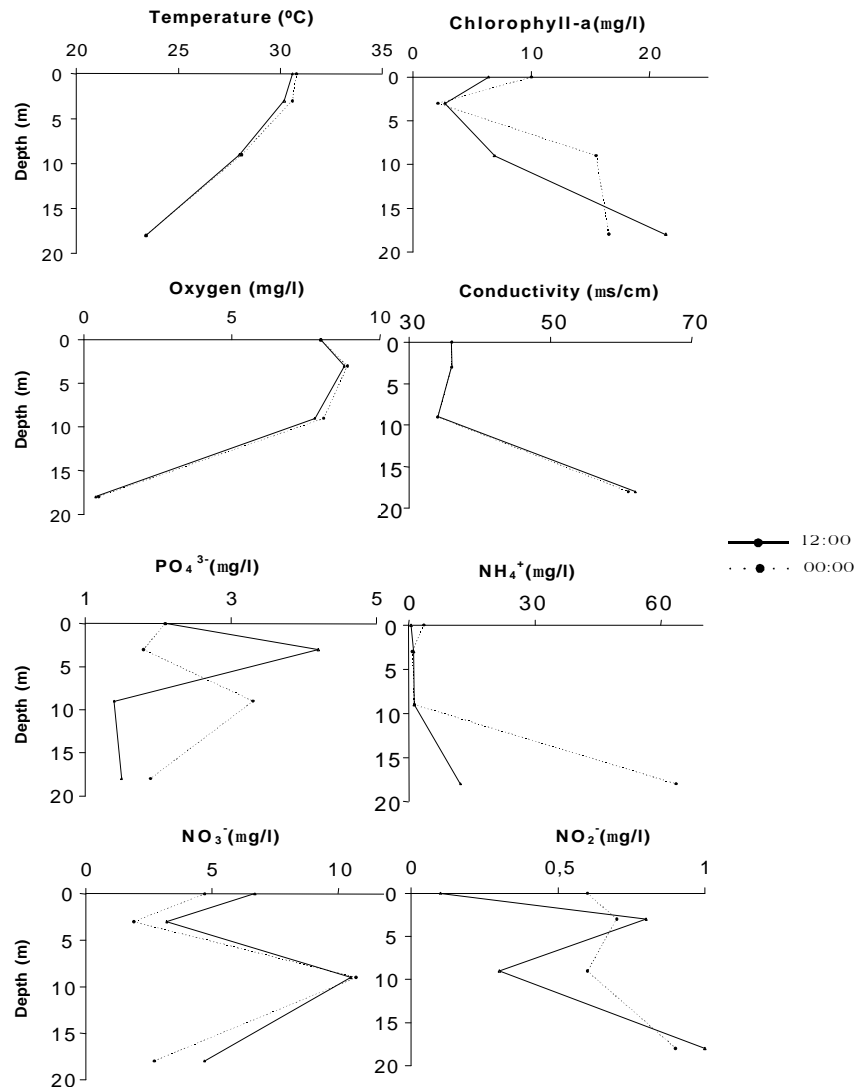 Temperature (ºC)
20 25 30 35
0
5
10
15
20
Depth (m)
Chlorophyll-a(mg/l)
0 10 20
0
5
10
15
20
Oxygen (mg/l)
0 5 10
0
5
10
15
20
Depth (m)
Conductivity (ms/cm)
30 50 70
0
5
10
15
20
12:00
00:00
PO₄³⁻(mg/l)
1 3 5
0
5
10
15
20
Depth (m)
NH₄⁺(mg/l)
0 30 60
0
5
10
15
20
NO₃⁻(mg/l)
0 5 10
0
5
10
15
20
Depth (m)
NO₂⁻(mg/l)
0 0,5 1
0
5
10
15
20